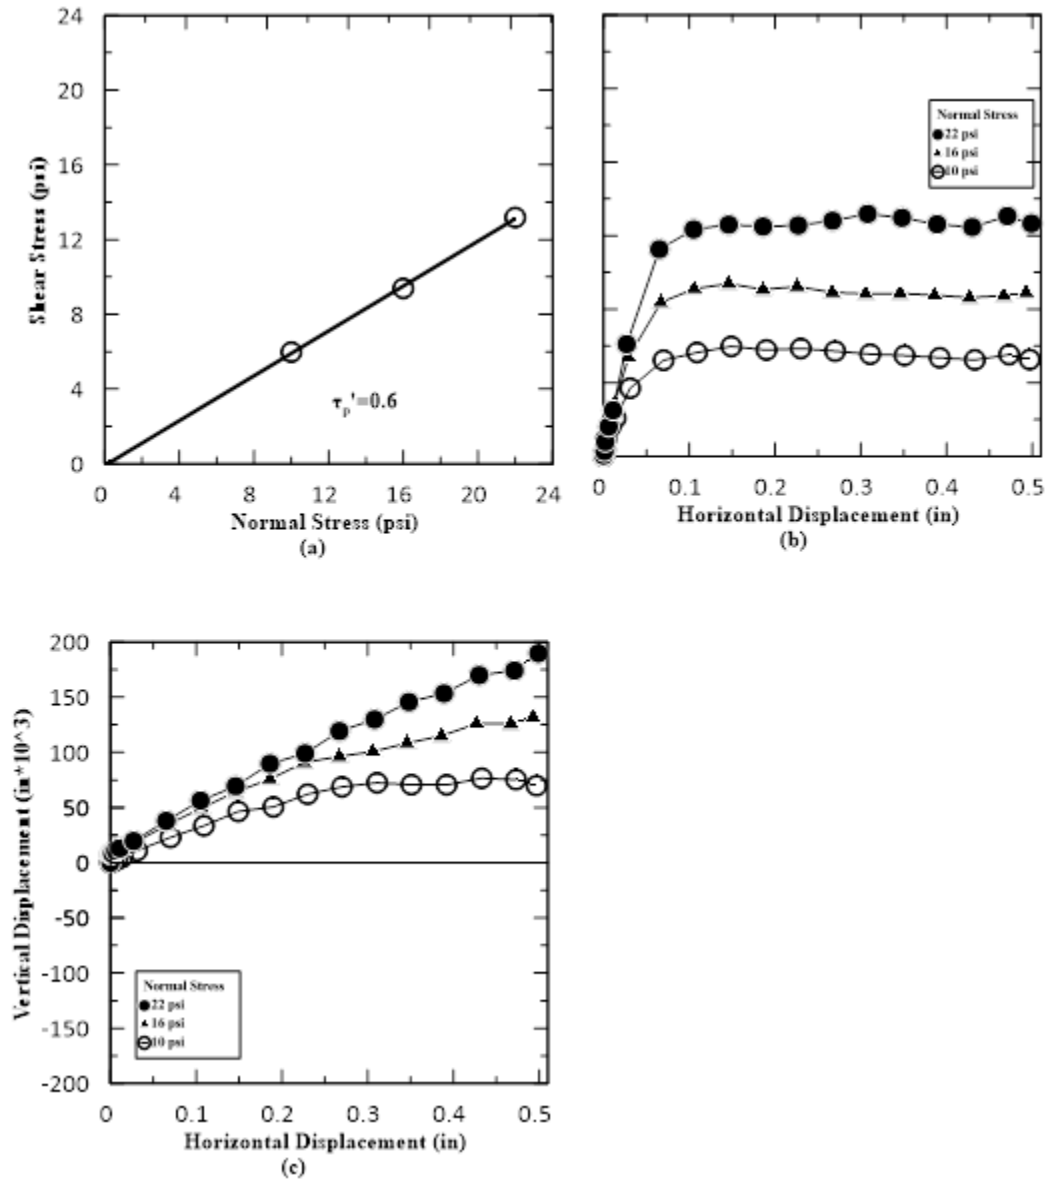 24
20
16
12
8
4
0
Shear Stress (psi)
τp'=0.6
0 4 8 12 16 20 24
Normal Stress (psi)
(a)
Normal Stress
22 psi
16 psi
10 psi
0 0.1 0.2 0.3 0.4 0.5
Horizontal Displacement (in)
(b)
200
150
100
50
0
-50
-100
-150
-200
Vertical Displacement (in*10^3)
Normal Stress
22 psi
16 psi
10 psi
0 0.1 0.2 0.3 0.4 0.5
Horizontal Displacement (in)
(c)